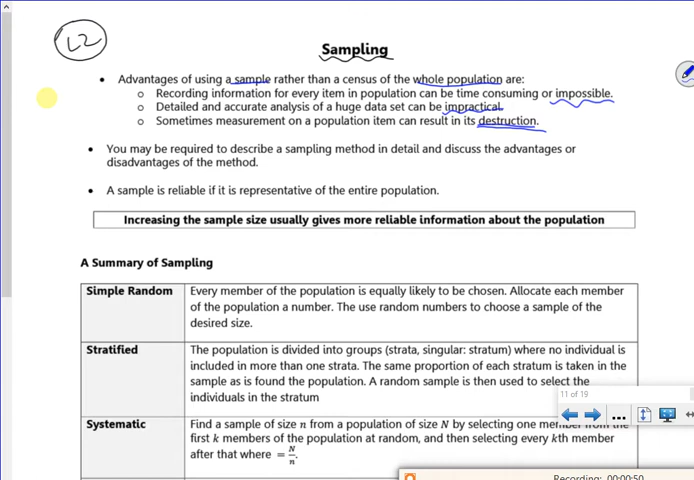 L2
Sampling
• Advantages of using a sample rather than a census of the whole population are:
o Recording information for every item in population can be time consuming or impossible.
o Detailed and accurate analysis of a huge data set can be impractical.
o Sometimes measurement on a population item can result in its destruction.
• You may be required to describe a sampling method in detail and discuss the advantages or
disadvantages of the method.
• A sample is reliable if it is representative of the entire population.
Increasing the sample size usually gives more reliable information about the population
A Summary of Sampling
Simple Random
Every member of the population is equally likely to be chosen. Allocate each member
of the population a number. The use random numbers to choose a sample of the
desired size.
Stratified
The population is divided into groups (strata, singular: stratum) where no individual is
included in more than one strata. The same proportion of each stratum is taken in the
sample as is found the population. A random sample is then used to select the
individuals in the stratum
Systematic
Find a sample of size n from a population of size N by selecting one member from the
first k members of the population at random, and then selecting every kth member
after that where = N/n.
11 of 19
Recording: 00:00:50